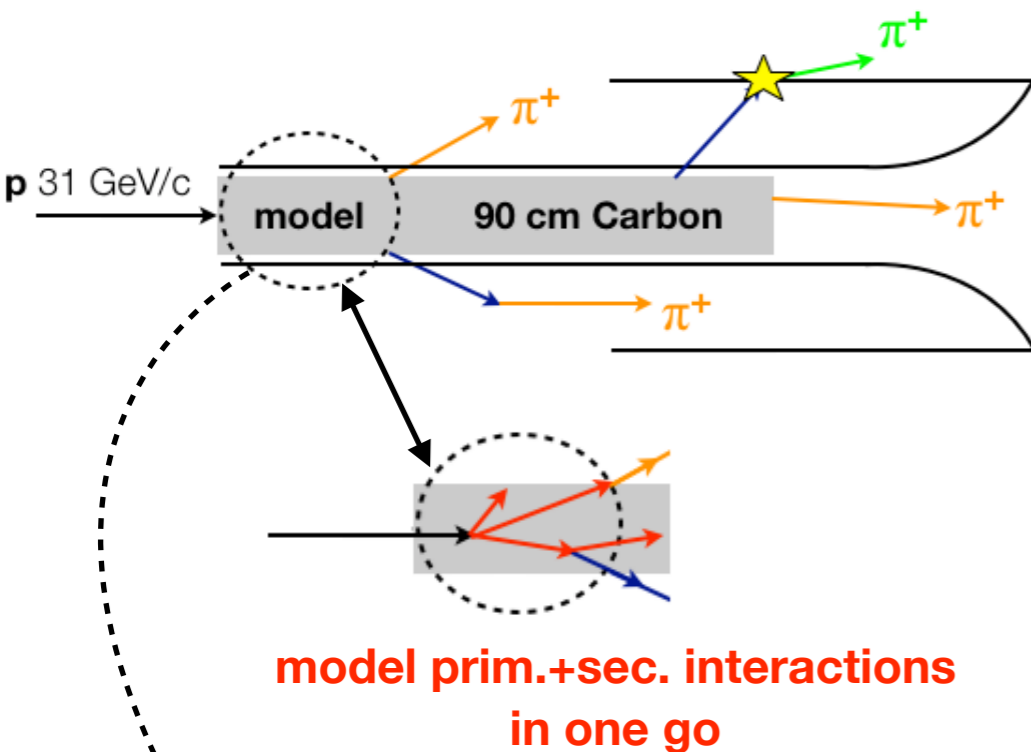 π⁺
π⁺
p 31 GeV/c
model
90 cm Carbon
π⁺
π⁺
model prim.+sec. interactions
in one go